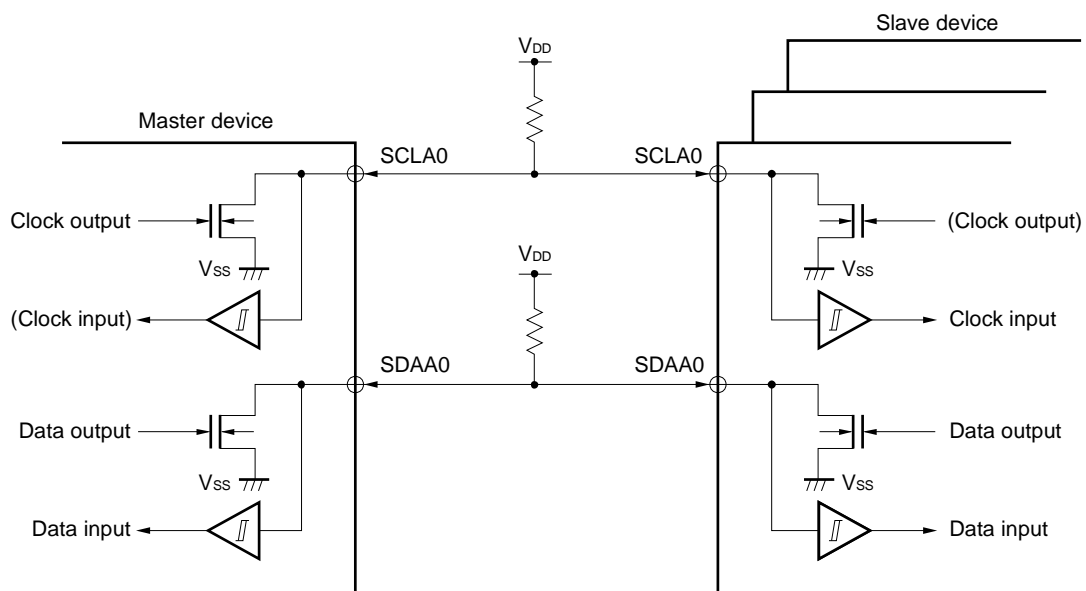 Slave device
VDD
Master device
SCLA0 SCLA0
Clock output (Clock output)
VSS VDD VSS
(Clock input) Clock input
SDAA0 SDAA0
Data output Data output
VSS VSS
Data input Data input